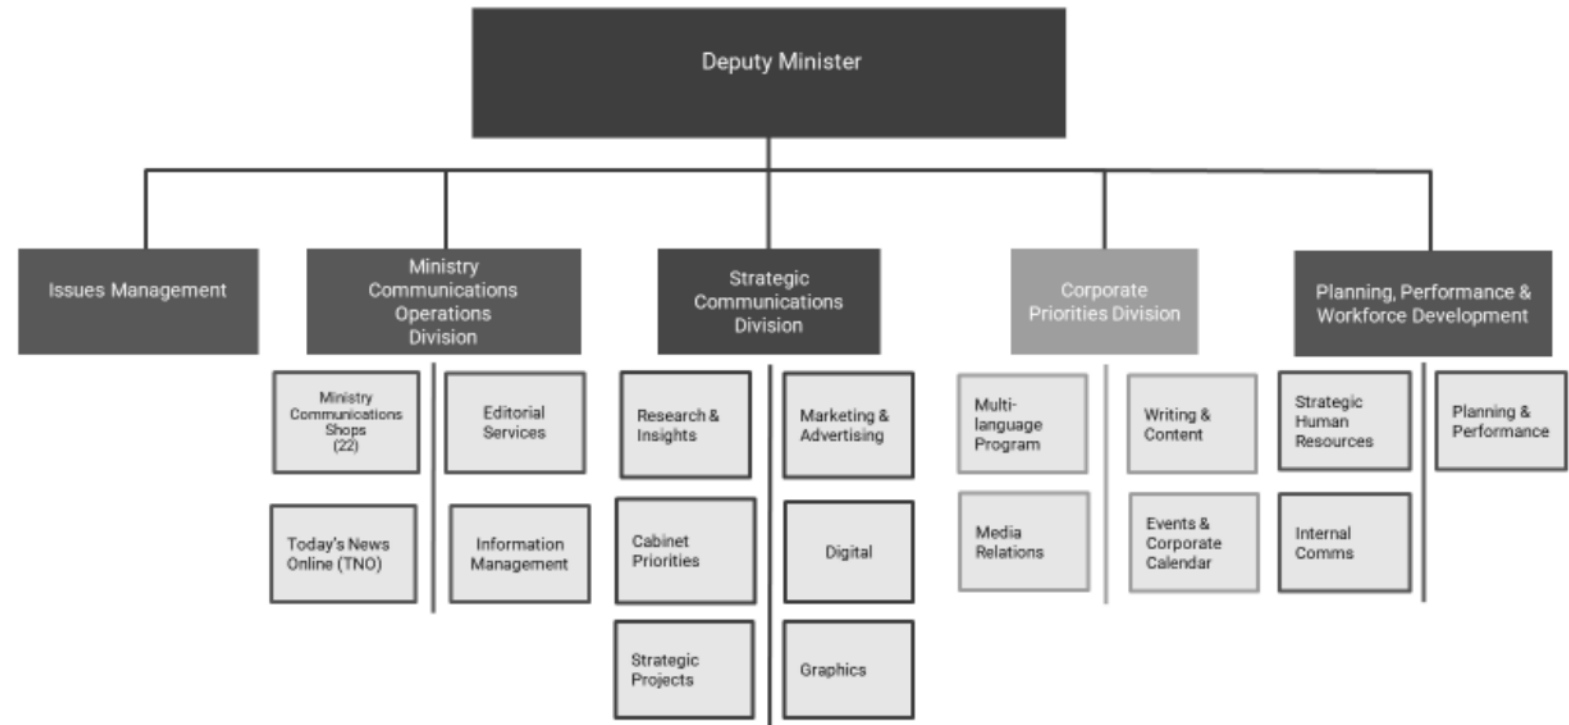 Deputy Minister
Issues Management
Ministry
Communications
Operations
Division
Strategic
Communications
Division
Corporate
Priorities Division
Planning, Performance &
Workforce Development
Ministry
Communications
Shops
(22)
Editorial
Services
Today's News
Online (TNO)
Information
Management
Research &
Insights
Marketing &
Advertising
Cabinet
Priorities
Digital
Strategic
Projects
Graphics
Multi-
language
Program
Writing &
Content
Media
Relations
Events &
Corporate
Calendar
Strategic
Human
Resources
Planning &
Performance
Internal
Comms